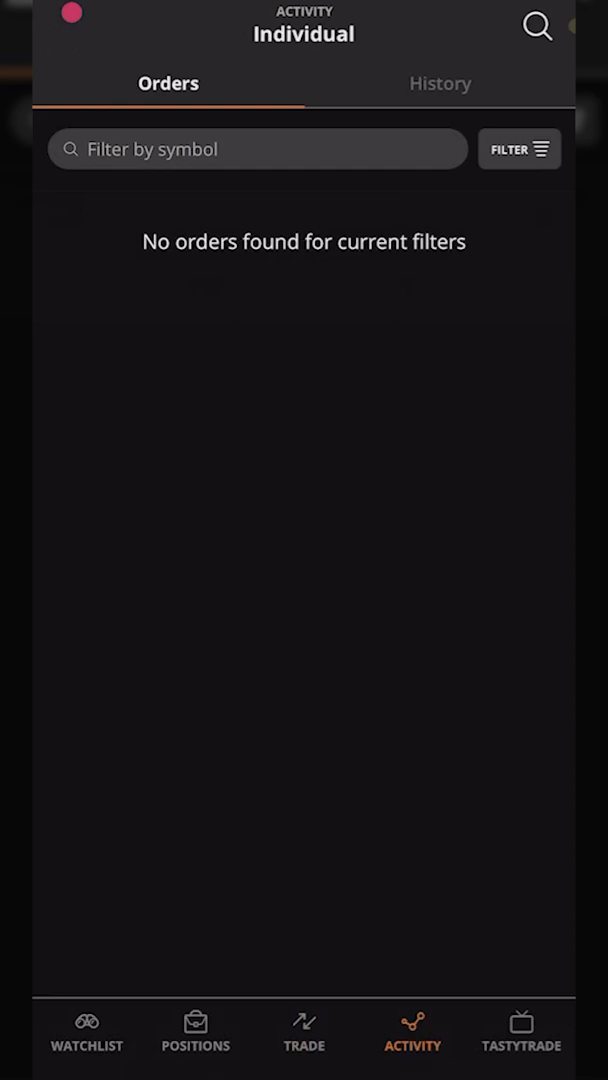 ACTIVITY
Individual
Orders
History
Filter by symbol
FILTER
No orders found for current filters
WATCHLIST
POSITIONS
TRADE
ACTIVITY
TASTYTRADE